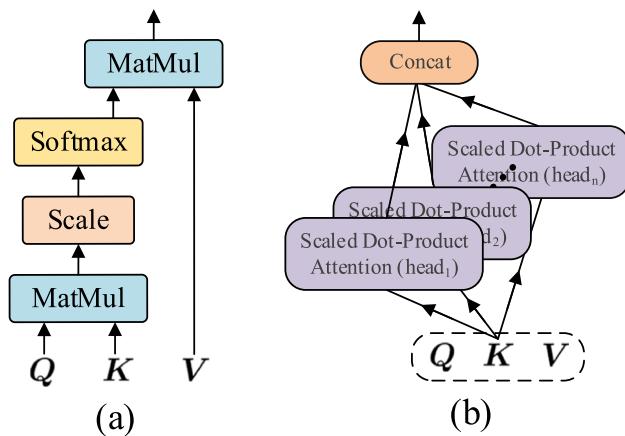 MatMul
Softmax
Scale
MatMul
Q K V
(a)
Concat
Scaled Dot-Product
Attention (headn)
Scaled Dot-Product
d2)
Scaled Dot-Product
Attention (head1)
Q K V
(b)